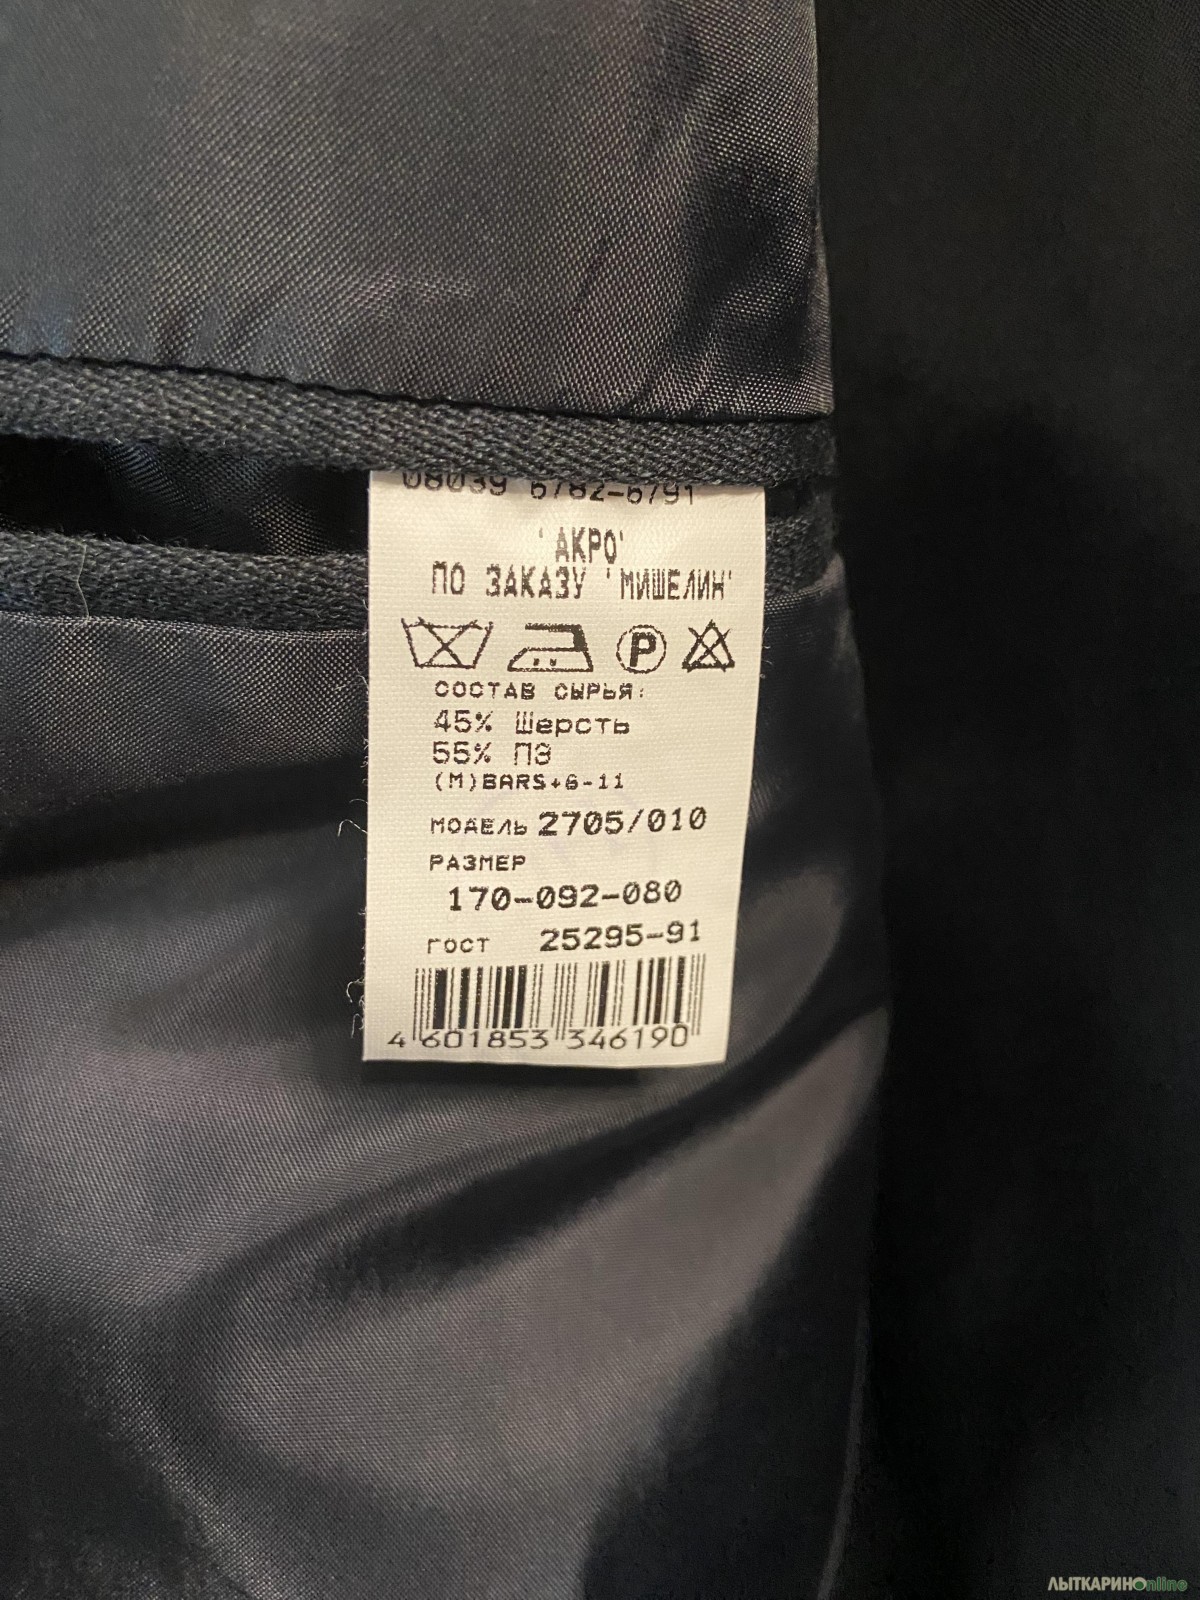 08039 6782-6791
'АКРО'
ПО ЗАКАЗУ 'МИШЕЛИН'
P
СОСТАВ СЫРЬЯ:
45% Шерсть
55% ПЭ
(M)BARS+6-11
МОДЕЛЬ 2705/010
РАЗМЕР
170-092-080
ГОСТ 25295-91
4 601853 346190
ЛЫТКАРИНОonline